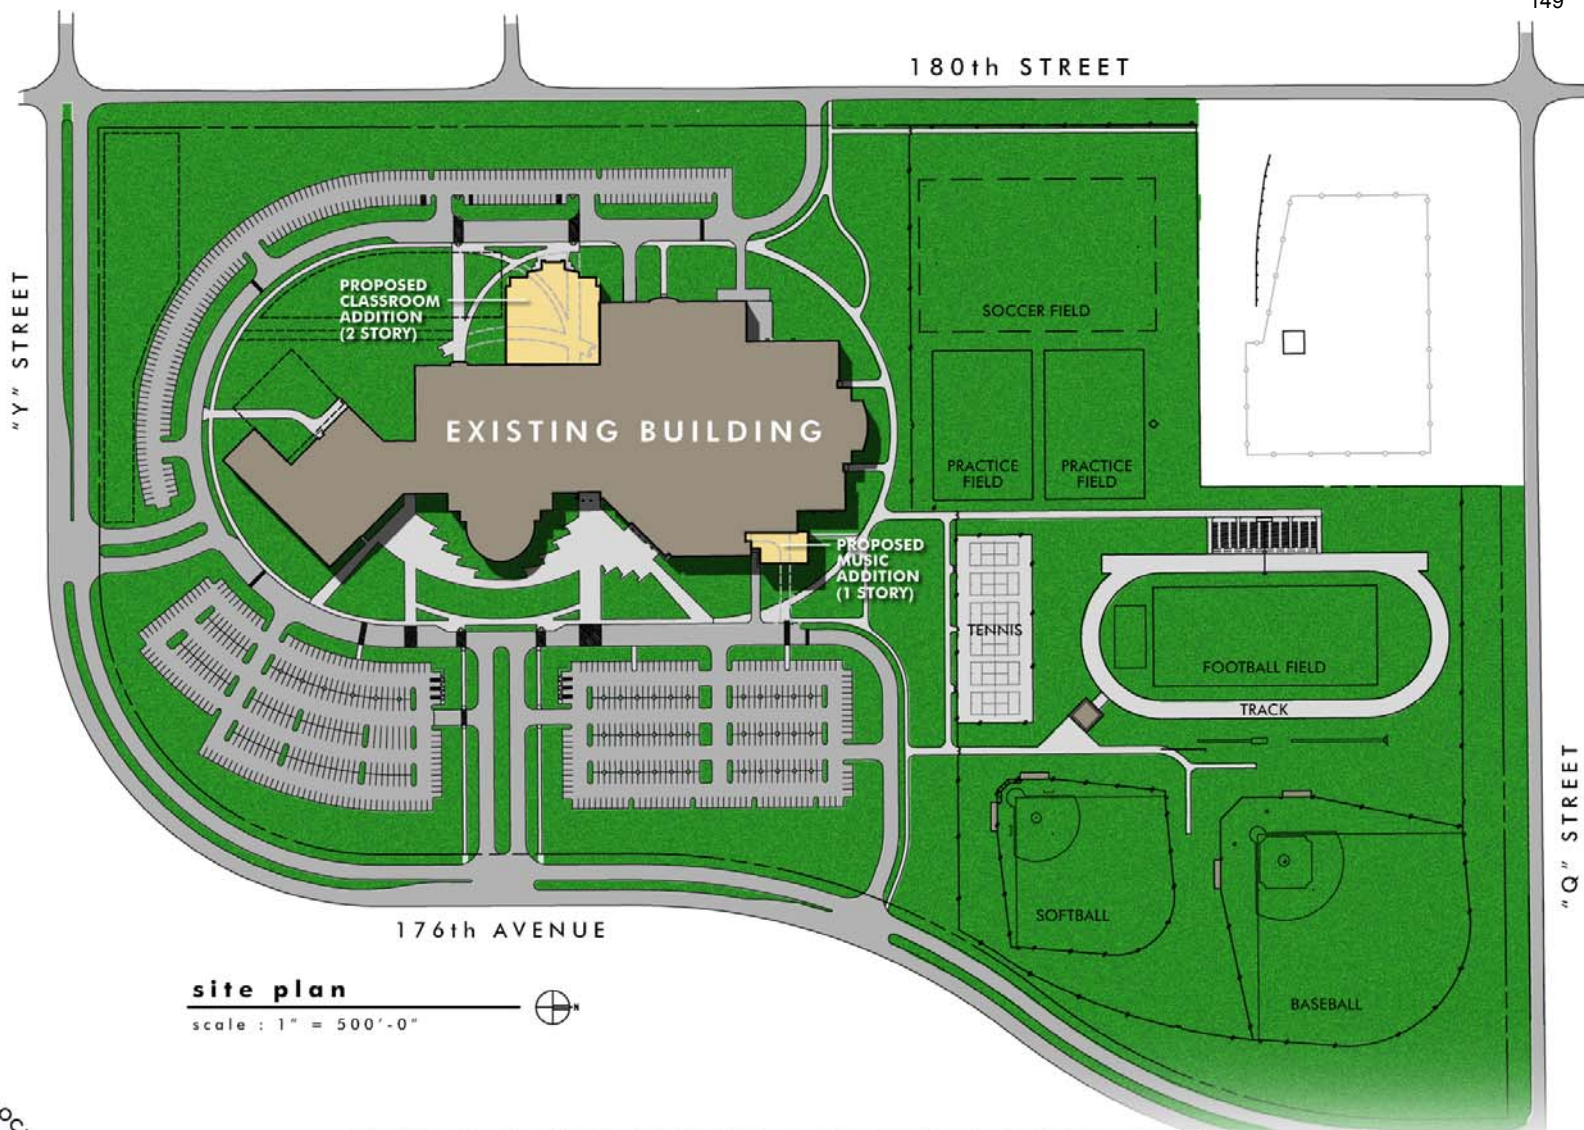 149
180th STREET
"Y" STREET
PROPOSED
CLASSROOM
ADDITION
(2 STORY)
SOCCER FIELD
EXISTING BUILDING
PRACTICE
FIELD
PRACTICE
FIELD
PROPOSED
MUSIC
ADDITION
(1 STORY)
TENNIS
FOOTBALL FIELD
TRACK
"Q" STREET
SOFTBALL
BASEBALL
176th AVENUE
site plan
scale : 1" = 500'-0"
N